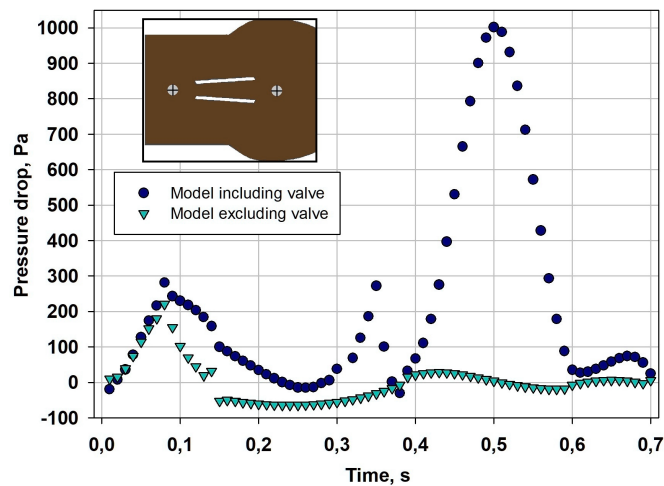 Pressure drop, Pa
1000
900
800
700
600
500
400
300
200
100
0
-100
Model including valve
Model excluding valve
0,0 0,1 0,2 0,3 0,4 0,5 0,6 0,7
Time, s